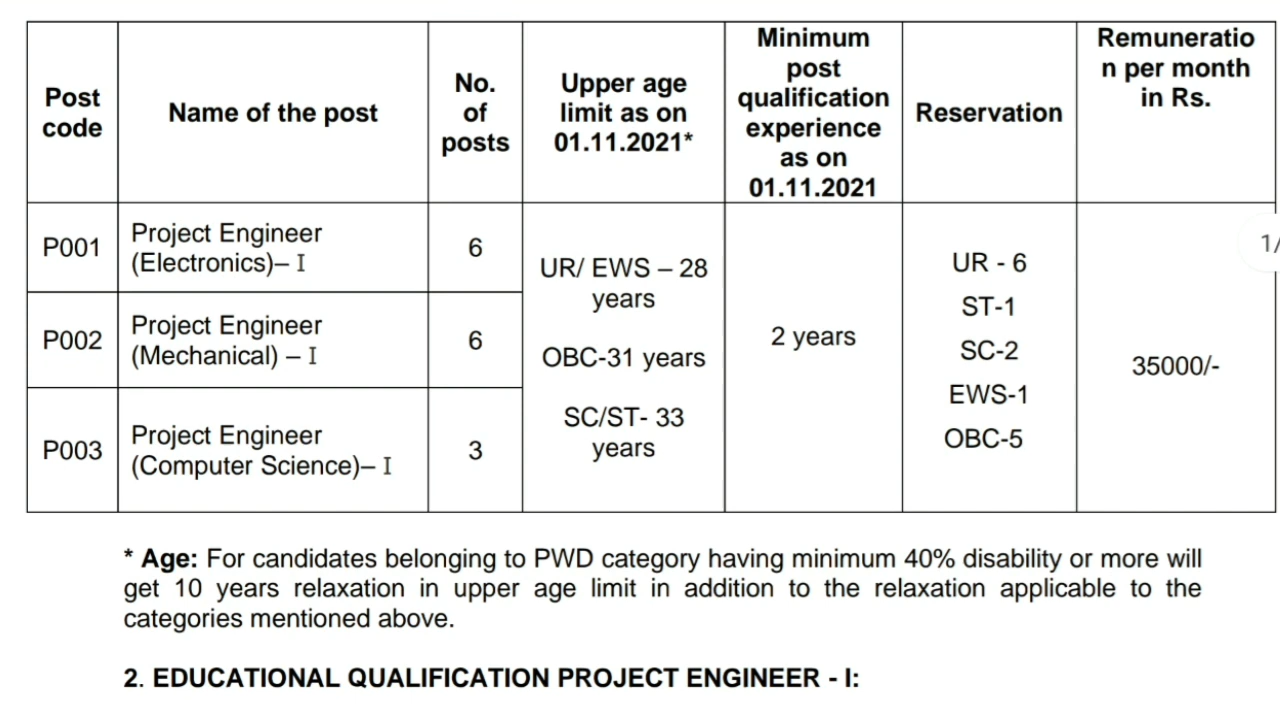 Post
code
Name of the post
No.
of
posts
Upper age
limit as on
01.11.2021*
Minimum
post
qualification
experience
as on
01.11.2021
Reservation
Remuneratio
n per month
in Rs.
P001
Project Engineer
(Electronics)– I
6
P002
Project Engineer
(Mechanical) – I
6
P003
Project Engineer
(Computer Science)– I
3
UR/ EWS – 28
years
OBC-31 years
SC/ST- 33
years
2 years
UR - 6
ST-1
SC-2
EWS-1
OBC-5
35000/-
1/
* Age: For candidates belonging to PWD category having minimum 40% disability or more will
get 10 years relaxation in upper age limit in addition to the relaxation applicable to the
categories mentioned above.
2. EDUCATIONAL QUALIFICATION PROJECT ENGINEER - I: